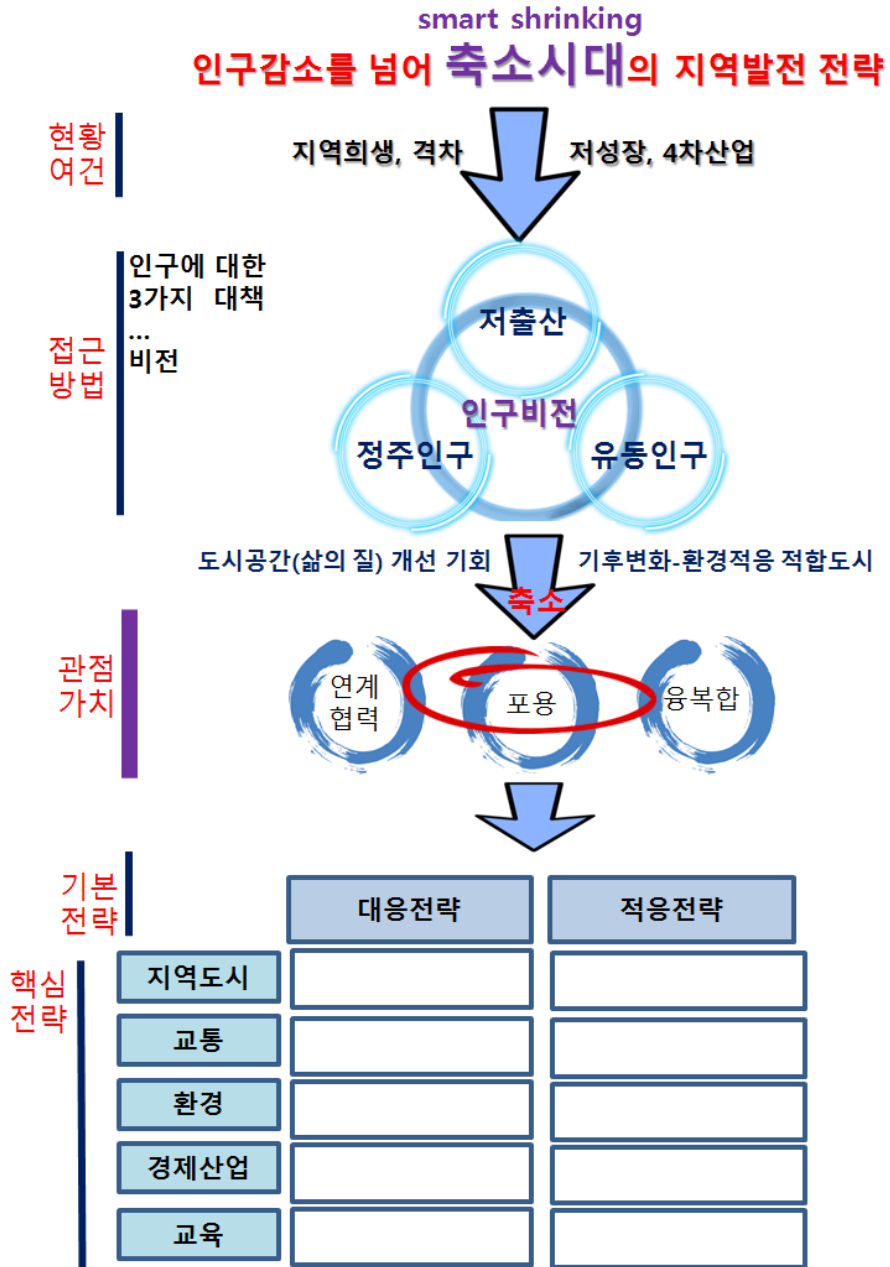 smart shrinking
인구감소를 넘어 축소시대의 지역발전 전략
현황
여건
지역희생, 격차
저성장, 4차산업
접근
방법
인구에 대한
3가지 대책
...
비전
저출산
인구비전
정주인구
유동인구
도시공간(삶의 질) 개선 기회
기후변화-환경적응 적합도시
축소
관점
가치
연계
협력
포용
융복합
기본
전략
대응전략
적응전략
핵심
전략
지역도시
교통
환경
경제산업
교육